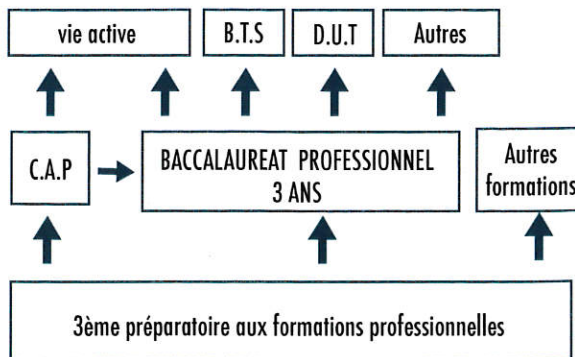 vie active
B.T.S
D.U.T
Autres
C.A.P
BACCALAUREAT PROFESSIONNEL
3 ANS
Autres
formations
3ème préparatoire aux formations professionnelles